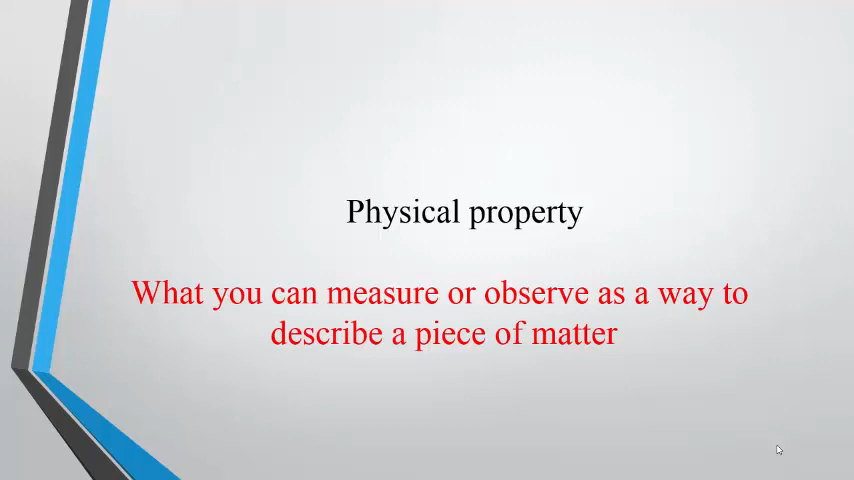 Physical property
What you can measure or observe as a way to
describe a piece of matter